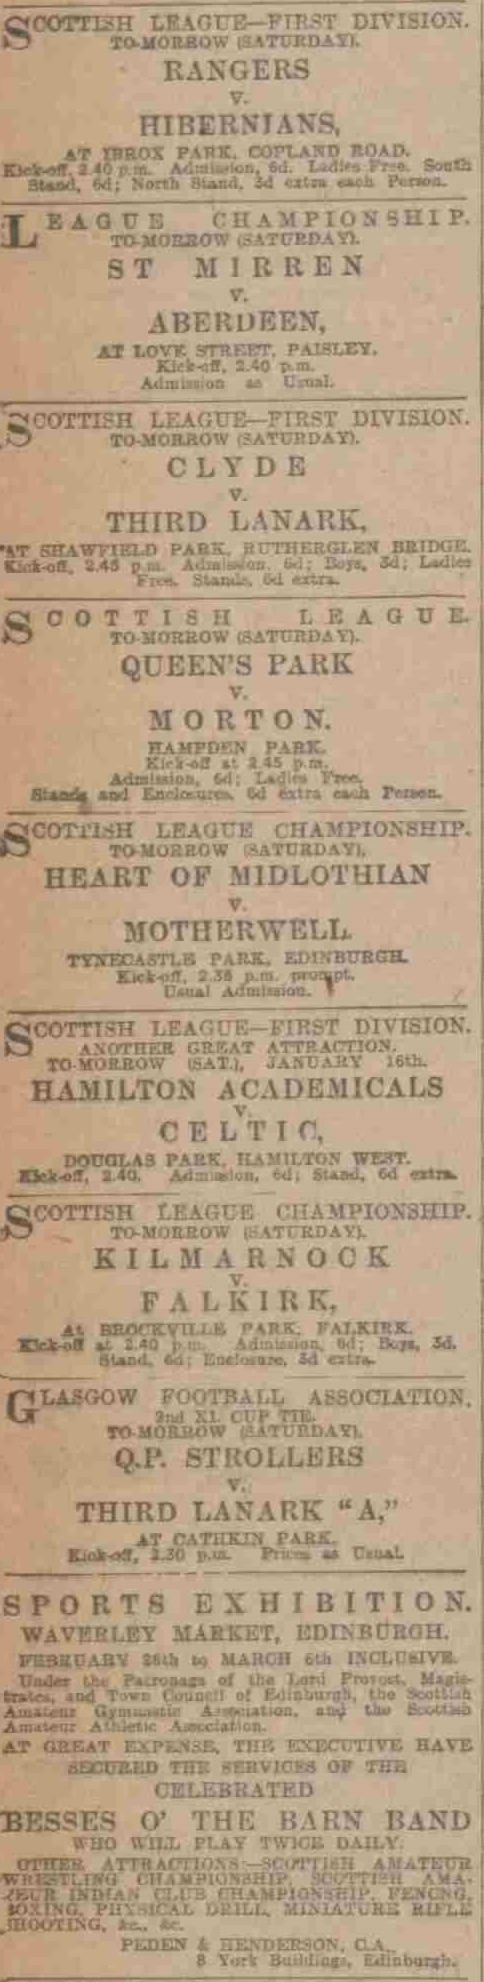 SCOTTISH LEAGUE—FIRST DIVISION.
TO-MORROW (SATURDAY).
RANGERS
v.
HIBERNIANS,
AT IBROX PARK, COPLAND ROAD.
Kick-off, 2.40 p.m. Admission, 6d. Ladies Free. South
Stand, 6d; North Stand, 3d extra each Person.
LEAGUE CHAMPIONSHIP.
TO-MORROW (SATURDAY).
ST MIRREN
v.
ABERDEEN,
AT LOVE STREET, PAISLEY.
Kick-off, 2.40 p.m.
Admission as Usual.
SCOTTISH LEAGUE—FIRST DIVISION.
TO-MORROW (SATURDAY).
CLYDE
v.
THIRD LANARK,
AT SHAWFIELD PARK, RUTHERGLEN BRIDGE.
Kick-off, 2.45 p.m. Admission, 6d; Boys, 3d; Ladies
Free. Stands, 6d extra.
SCOTTISH LEAGUE.
TO-MORROW (SATURDAY).
QUEEN'S PARK
v.
MORTON.
HAMPDEN PARK.
Kick-off at 2.45 p.m.
Admission, 6d; Ladies Free.
Stands and Enclosures, 6d extra each Person.
SCOTTISH LEAGUE CHAMPIONSHIP.
TO-MORROW (SATURDAY).
HEART OF MIDLOTHIAN
v.
MOTHERWELL
TYNECASTLE PARK, EDINBURGH.
Kick-off, 2.35 p.m. prompt.
Usual Admission.
SCOTTISH LEAGUE—FIRST DIVISION.
ANOTHER GREAT ATTRACTION.
TO-MORROW (SAT.), JANUARY 16th.
HAMILTON ACADEMICALS
v.
CELTIC,
DOUGLAS PARK, HAMILTON WEST.
Kick-off, 2.40. Admission, 6d; Stand, 6d extra.
SCOTTISH LEAGUE CHAMPIONSHIP.
TO-MORROW (SATURDAY).
KILMARNOCK
v.
FALKIRK,
At BROCKVILLE PARK, FALKIRK.
Kick-off at 2.40 p.m. Admission, 6d; Boys, 3d.
Stand, 6d; Enclosure, 3d extra.
GLASGOW FOOTBALL ASSOCIATION.
2nd XI. CUP TIE.
TO-MORROW (SATURDAY).
Q.P. STROLLERS
v.
THIRD LANARK "A,"
AT CATHKIN PARK.
Kick-off, 2.30 p.m. Prices as Usual.
SPORTS EXHIBITION.
WAVERLEY MARKET, EDINBURGH.
FEBRUARY 26th to MARCH 6th INCLUSIVE.
Under the Patronage of the Lord Provost, Magis-
trates, and Town Council of Edinburgh, the Scottish
Amateur Gymnastic Association, and the Scottish
Amateur Athletic Association.
AT GREAT EXPENSE, THE EXECUTIVE HAVE
SECURED THE SERVICES OF THE
CELEBRATED
BESSES O' THE BARN BAND
WHO WILL PLAY TWICE DAILY.
OTHER ATTRACTIONS:—SCOTTISH AMATEUR
WRESTLING CHAMPIONSHIP, SCOTTISH AMA-
TEUR INDIAN CLUB CHAMPIONSHIP, FENCNG,
BOXING, PHYSICAL DRILL, MINIATURE RIFLE
SHOOTING, &c., &c.
PEDEN & HENDERSON, C.A.,
8 York Buildings, Edinburgh.